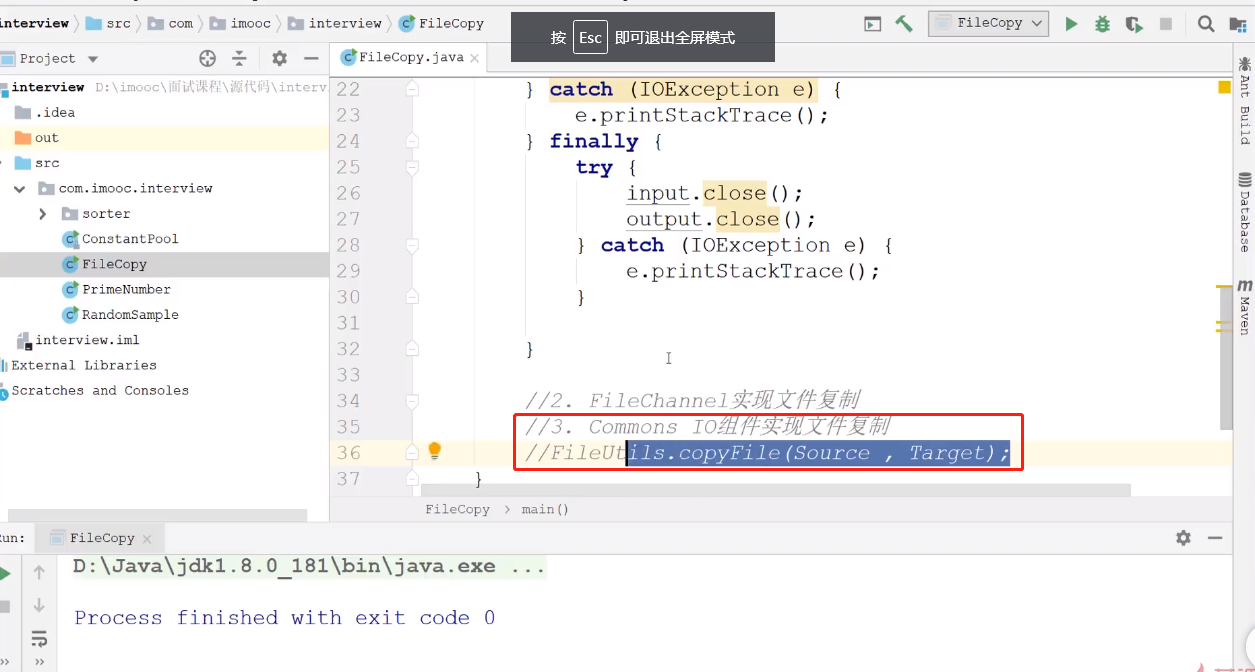 interview src com imooc interview FileCopy
按 Esc 即可退出全屏模式
FileCopy
Project
FileCopy.java
interview D:\imooc\面试课程\源代码\interv
.idea
out
src
com.imooc.interview
sorter
ConstantPool
FileCopy
PrimeNumber
RandomSample
interview.iml
External Libraries
Scratches and Consoles
22 } catch (IOException e) {
23 e.printStackTrace();
24 } finally {
25 try {
26 input.close();
27 output.close();
28 } catch (IOException e) {
29 e.printStackTrace();
30 }
31
32 }
33
34 //2. FileChannel实现文件复制
35 //3. Commons IO组件实现文件复制
36 //FileUtils.copyFile(Source , Target);
37 }
FileCopy > main()
Ant Build
Database
m Maven
un: FileCopy
D:\Java\jdk1.8.0_181\bin\java.exe ...
Process finished with exit code 0